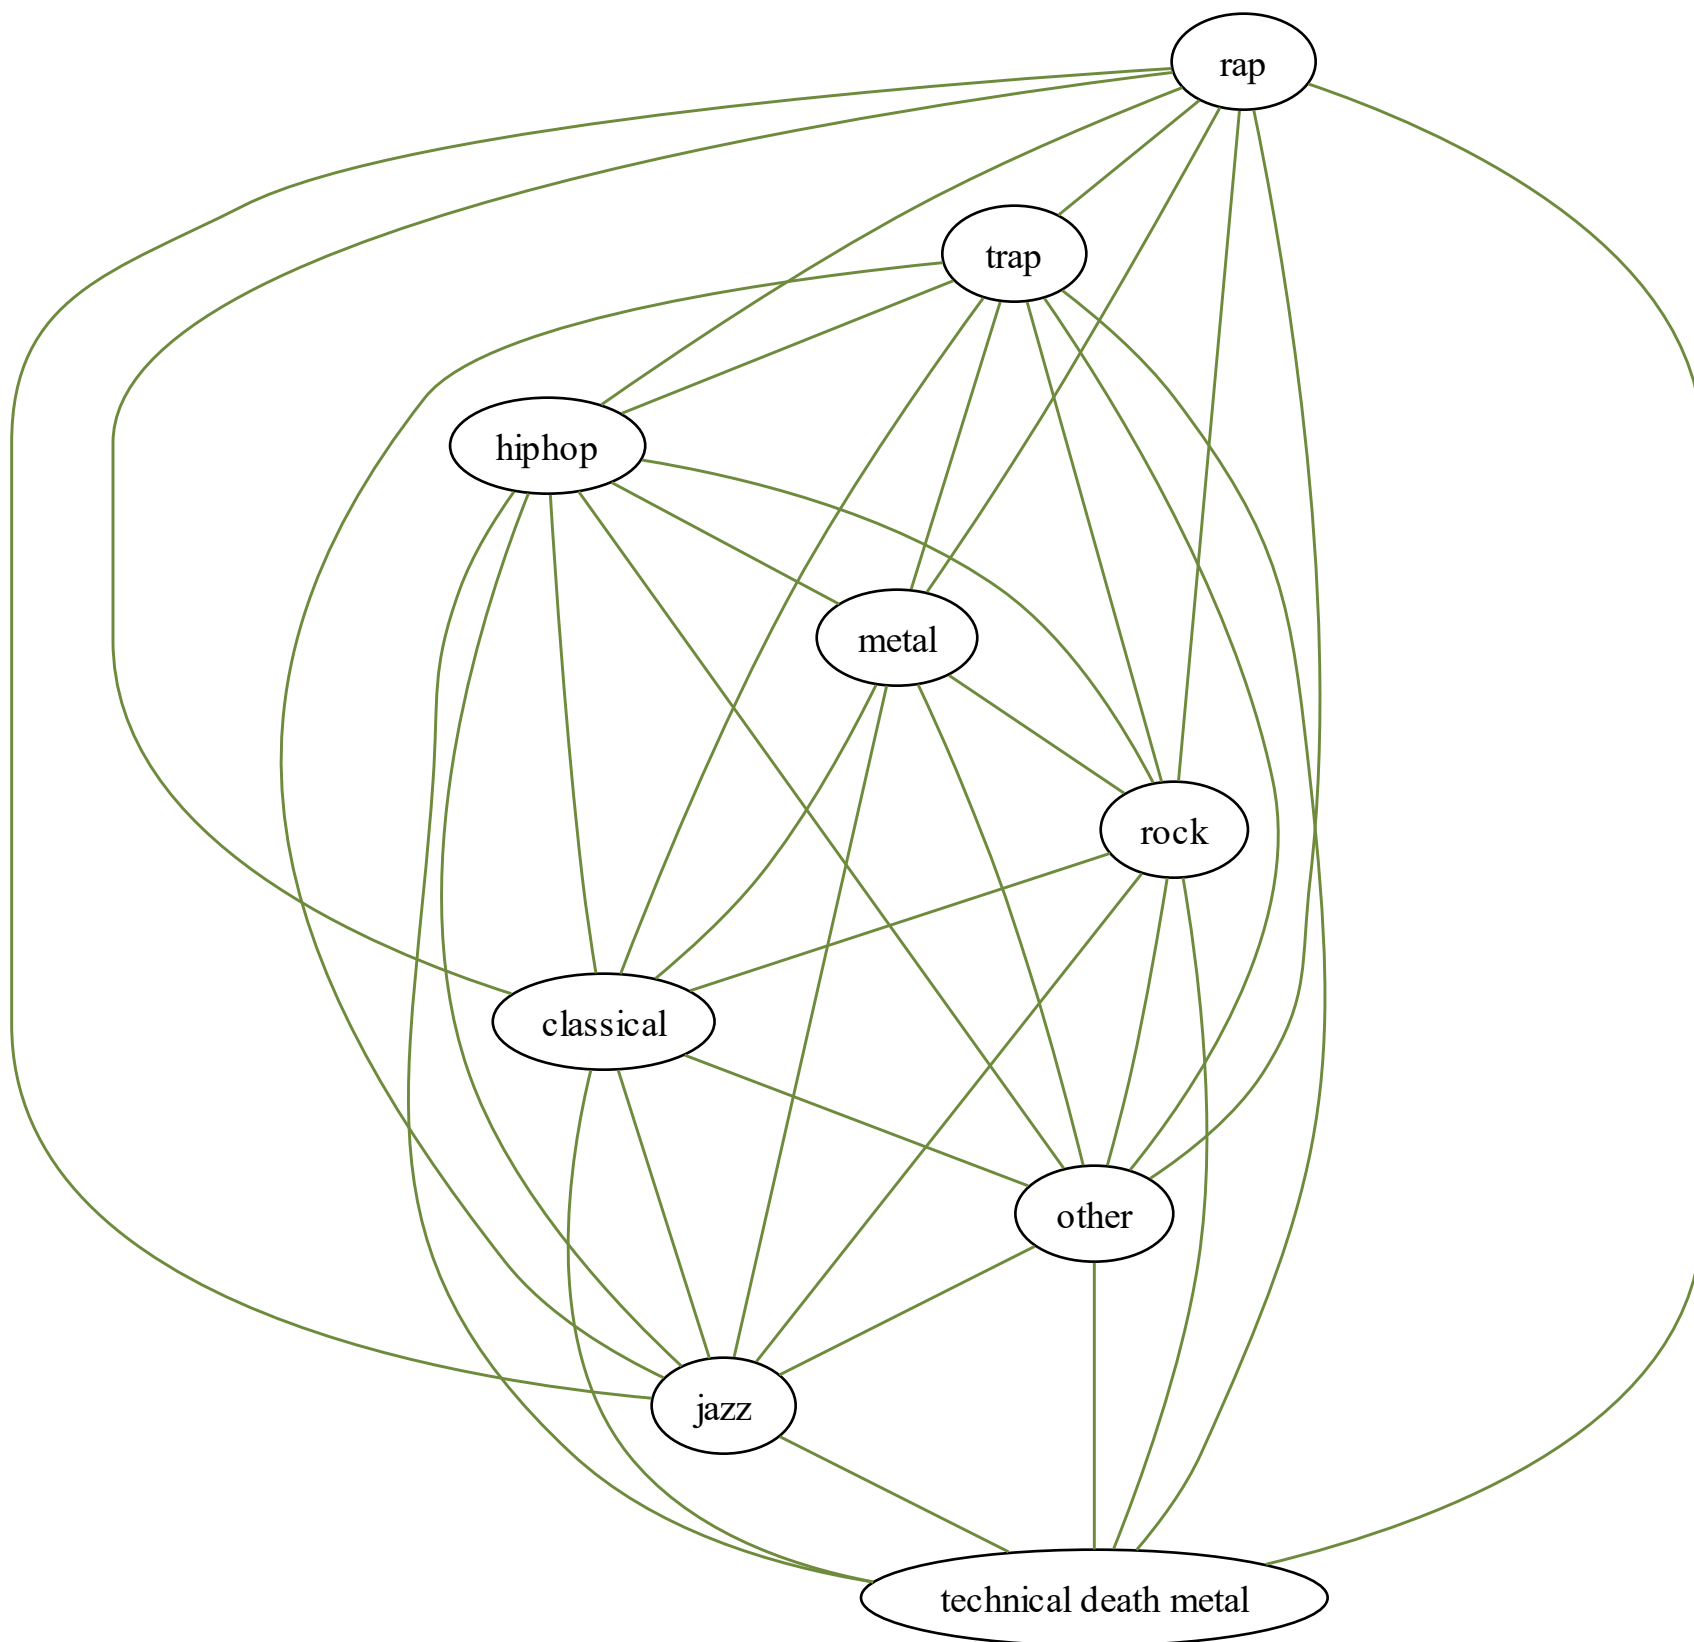 rap
trap
hiphop
metal
rock
classical
other
jazz
technical death metal